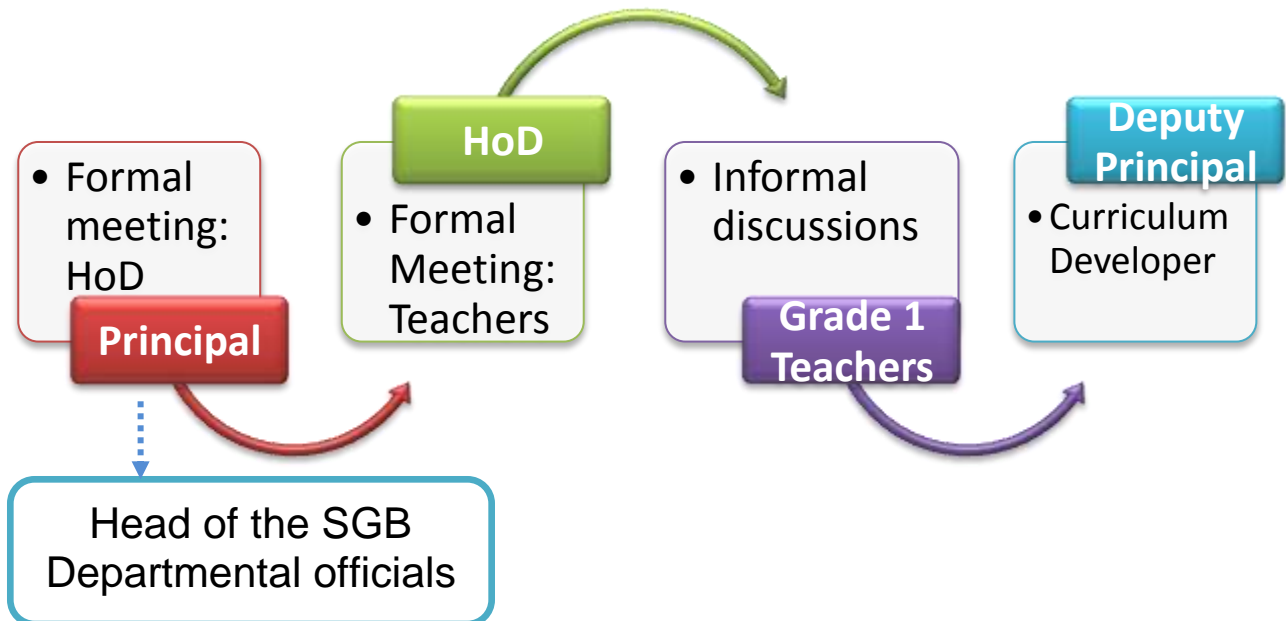 • Formal
meeting:
HoD
Principal
HoD
• Formal
Meeting:
Teachers
• Informal
discussions
Grade 1
Teachers
Deputy
Principal
• Curriculum
Developer
Head of the SGB
Departmental officials